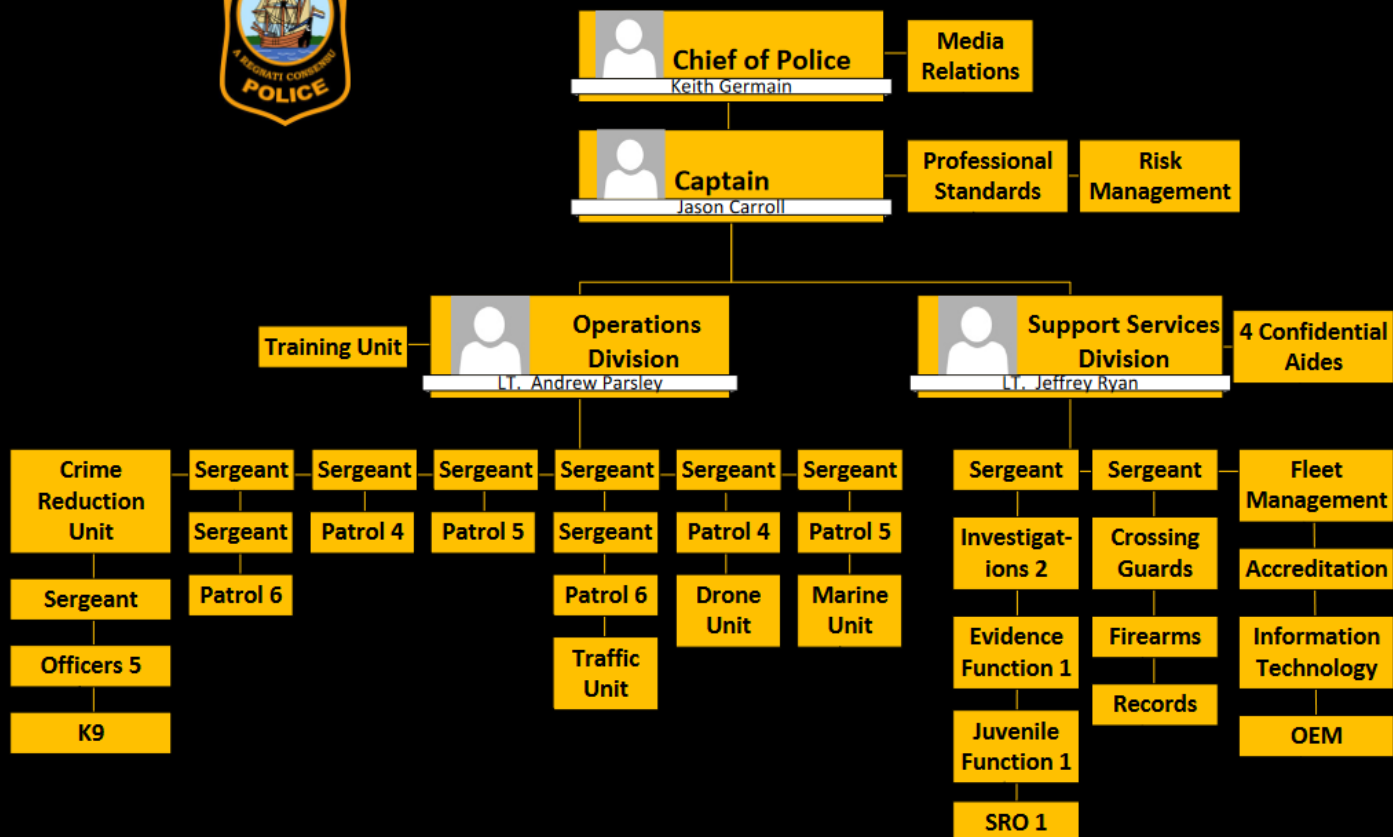 A REGNATI CONSENSU
POLICE
Chief of Police
Keith Germain
Media
Relations
Captain
Jason Carroll
Professional
Standards
Risk
Management
Training Unit
Operations
Division
LT. Andrew Parsley
Support Services
Division
LT. Jeffrey Ryan
4 Confidential
Aides
Crime
Reduction
Unit
Sergeant
Officers 5
K9
Sergeant
Sergeant
Patrol 6
Sergeant
Patrol 4
Sergeant
Patrol 5
Sergeant
Sergeant
Patrol 6
Traffic
Unit
Sergeant
Patrol 4
Drone
Unit
Sergeant
Patrol 5
Marine
Unit
Sergeant
Investigat-
ions 2
Evidence
Function 1
Juvenile
Function 1
SRO 1
Sergeant
Crossing
Guards
Firearms
Records
Fleet
Management
Accreditation
Information
Technology
OEM